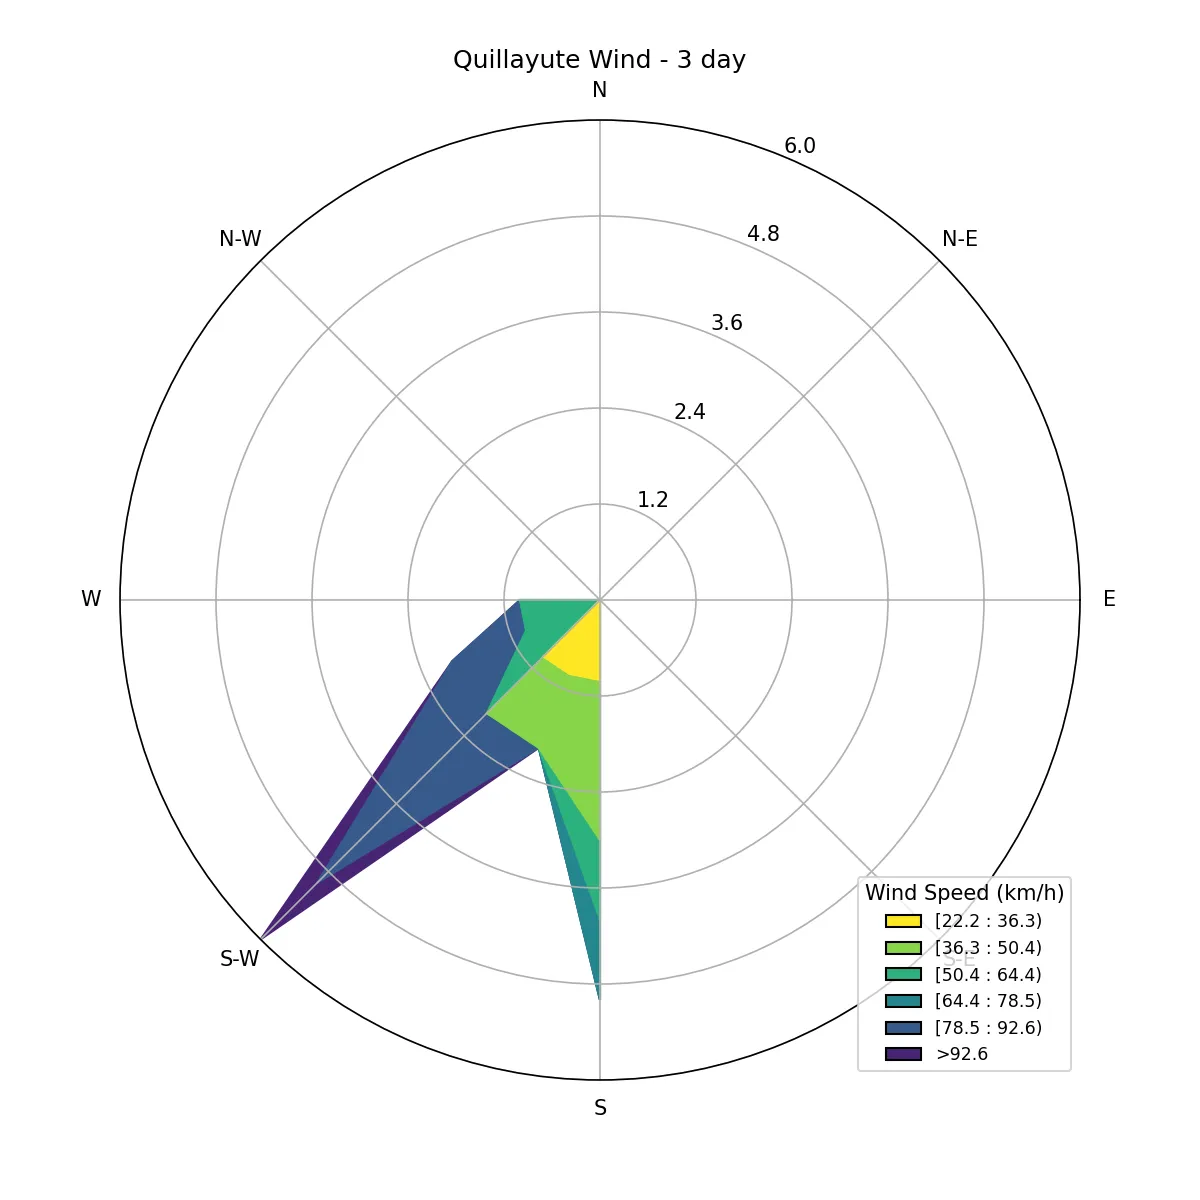 Quillayute Wind - 3 day
N
6.0
N-W
N-E
4.8
3.6
2.4
1.2
W
E
S-W
S-E
S
Wind Speed (km/h)
[22.2 : 36.3)
[36.3 : 50.4)
[50.4 : 64.4)
[64.4 : 78.5)
[78.5 : 92.6)
>92.6